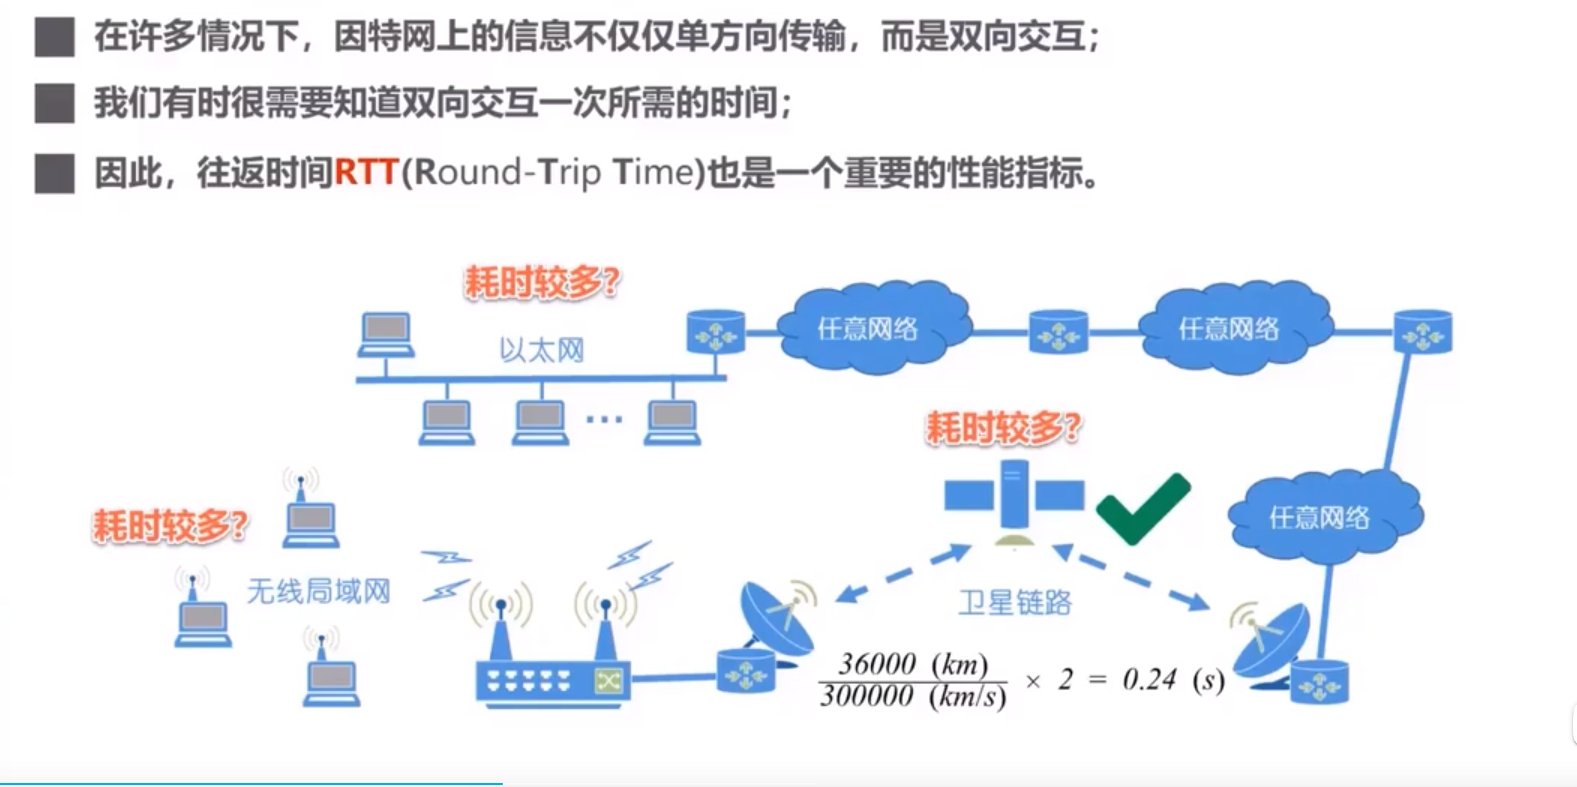 在许多情况下，因特网上的信息不仅仅单方向传输，而是双向交互；
我们有时很需要知道双向交互一次所需的时间；
因此，往返时间RTT(Round-Trip Time)也是一个重要的性能指标。
耗时较多?
以太网
任意网络
任意网络
耗时较多?
任意网络
耗时较多?
无线局域网
卫星链路
36000 (km)
300000 (km/s)
× 2 = 0.24 (s)